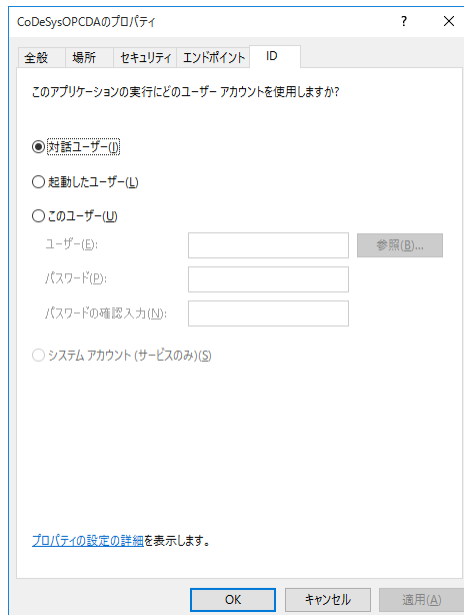 CoDeSysOPCDAのプロパティ ? ×
全般 場所 セキュリティ エンドポイント ID
このアプリケーションの実行にどのユーザー アカウントを使用しますか?
対話ユーザー(I)
起動したユーザー(L)
このユーザー(U)
ユーザー(E): 参照(B)...
パスワード(P):
パスワードの確認入力(N):
システム アカウント (サービスのみ)(S)
プロパティの設定の詳細を表示します。
OK キャンセル 適用(A)